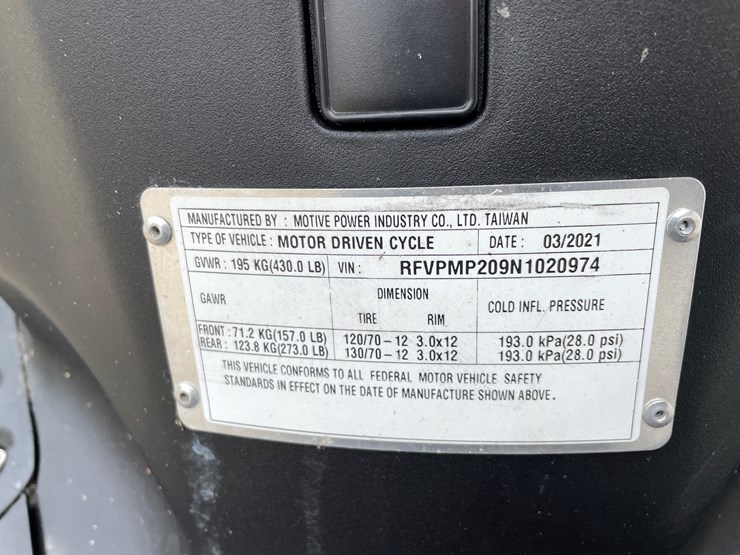 MANUFACTURED BY : MOTIVE POWER INDUSTRY CO., LTD. TAIWAN
TYPE OF VEHICLE : MOTOR DRIVEN CYCLE DATE : 03/2021
GVWR : 195 KG(430.0 LB) VIN : RFVPMP209N1020974
GAWR DIMENSION COLD INFL. PRESSURE
TIRE RIM
FRONT : 71.2 KG(157.0 LB) 120/70-12 3.0x12 193.0 kPa(28.0 psi)
REAR : 123.8 KG(273.0 LB) 130/70-12 3.0x12 193.0 kPa(28.0 psi)
THIS VEHICLE CONFORMS TO ALL FEDERAL MOTOR VEHICLE SAFETY
STANDARDS IN EFFECT ON THE DATE OF MANUFACTURE SHOWN ABOVE.